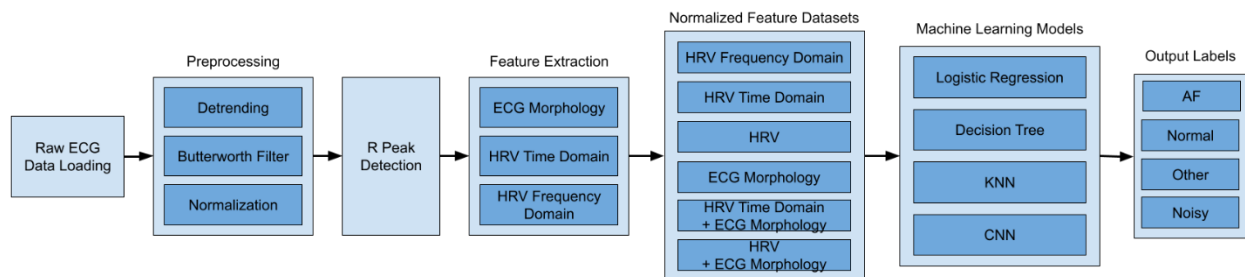 Raw ECG
Data Loading
Preprocessing
Detrending
Butterworth Filter
Normalization
R Peak
Detection
Feature Extraction
ECG Morphology
HRV Time Domain
HRV Frequency
Domain
Normalized Feature Datasets
HRV Frequency Domain
HRV Time Domain
HRV
ECG Morphology
HRV Time Domain
+ ECG Morphology
HRV
+ ECG Morphology
Machine Learning Models
Logistic Regression
Decision Tree
KNN
CNN
Output Labels
AF
Normal
Other
Noisy